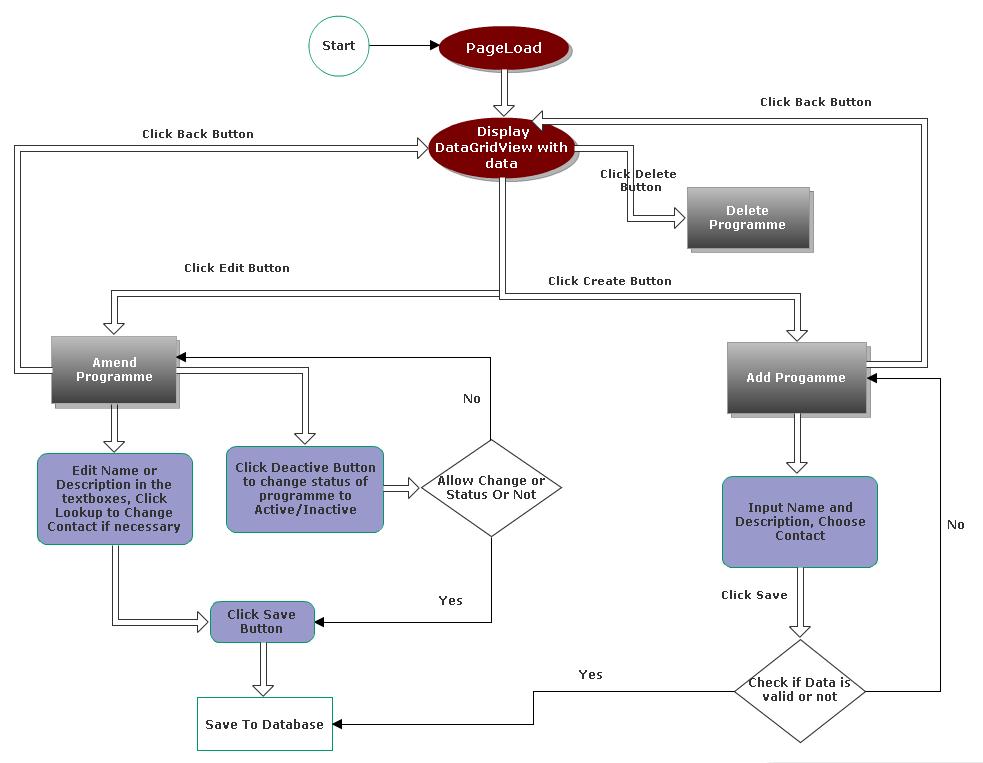 Start
PageLoad
Click Back Button
Click Back Button
Display
DataGridView with
data
Click Delete
Button
Delete
Programme
Click Edit Button
Click Create Button
Amend
Programme
Add Progamme
No
Edit Name or
Description in the
textboxes, Click
Lookup to Change
Contact if necessary
Click Deactive Button
to change status of
programme to
Active/Inactive
Allow Change or
Status Or Not
Input Name and
Description, Choose
Contact
No
Click Save
Yes
Click Save
Button
Check if Data is
valid or not
Yes
Save To Database